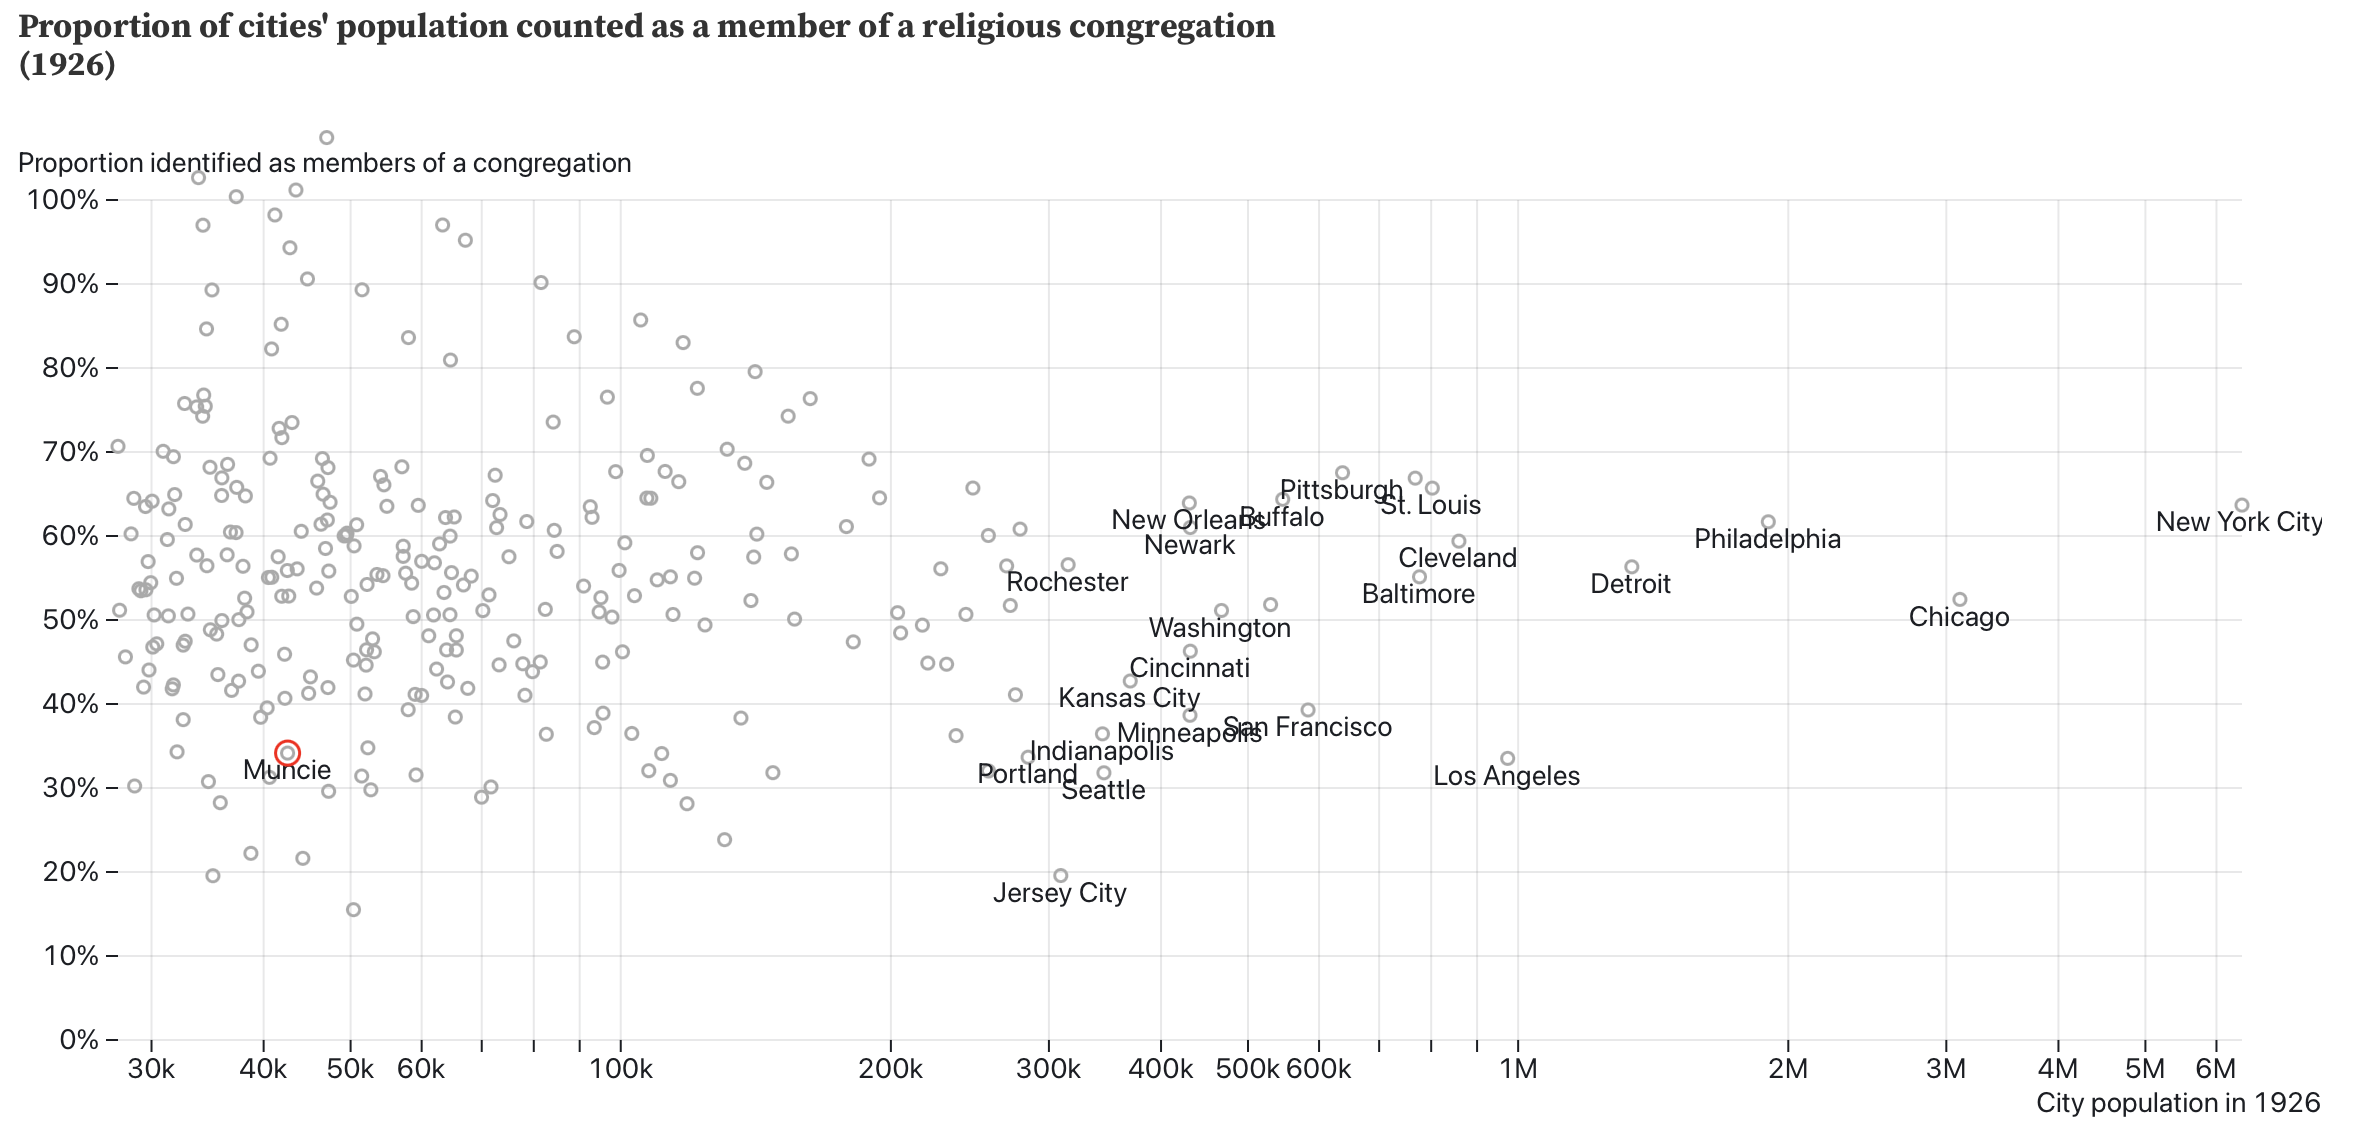 Proportion of cities' population counted as a member of a religious congregation
(1926)
Proportion identified as members of a congregation
100%
90%
80%
70%
60%
50%
40%
30%
20%
10%
0%
Pittsburgh
St. Louis
New Orleans
Buffalo
New York City
Newark
Philadelphia
Cleveland
Rochester
Detroit
Baltimore
Chicago
Washington
Cincinnati
Kansas City
San Francisco
Minneapolis
Indianapolis
Muncie
Portland
Los Angeles
Seattle
Jersey City
30k 40k 50k 60k 100k 200k 300k 400k 500k 600k 1M 2M 3M 4M 5M 6M
City population in 1926